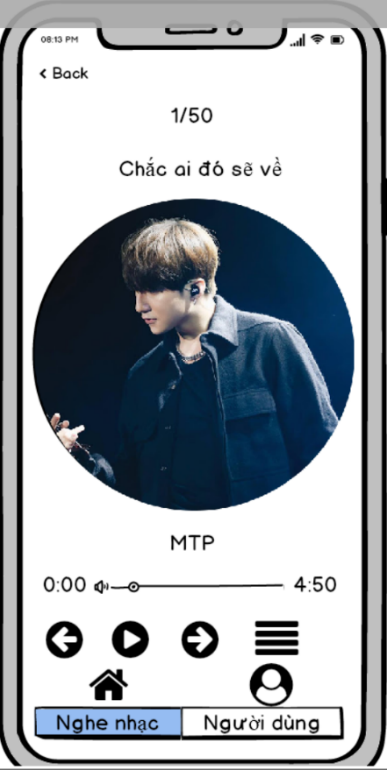 08:13 PM
< Back
1/50
Chắc ai đó sẽ về
MTP
0:00 4:50
Nghe nhạc Người dùng